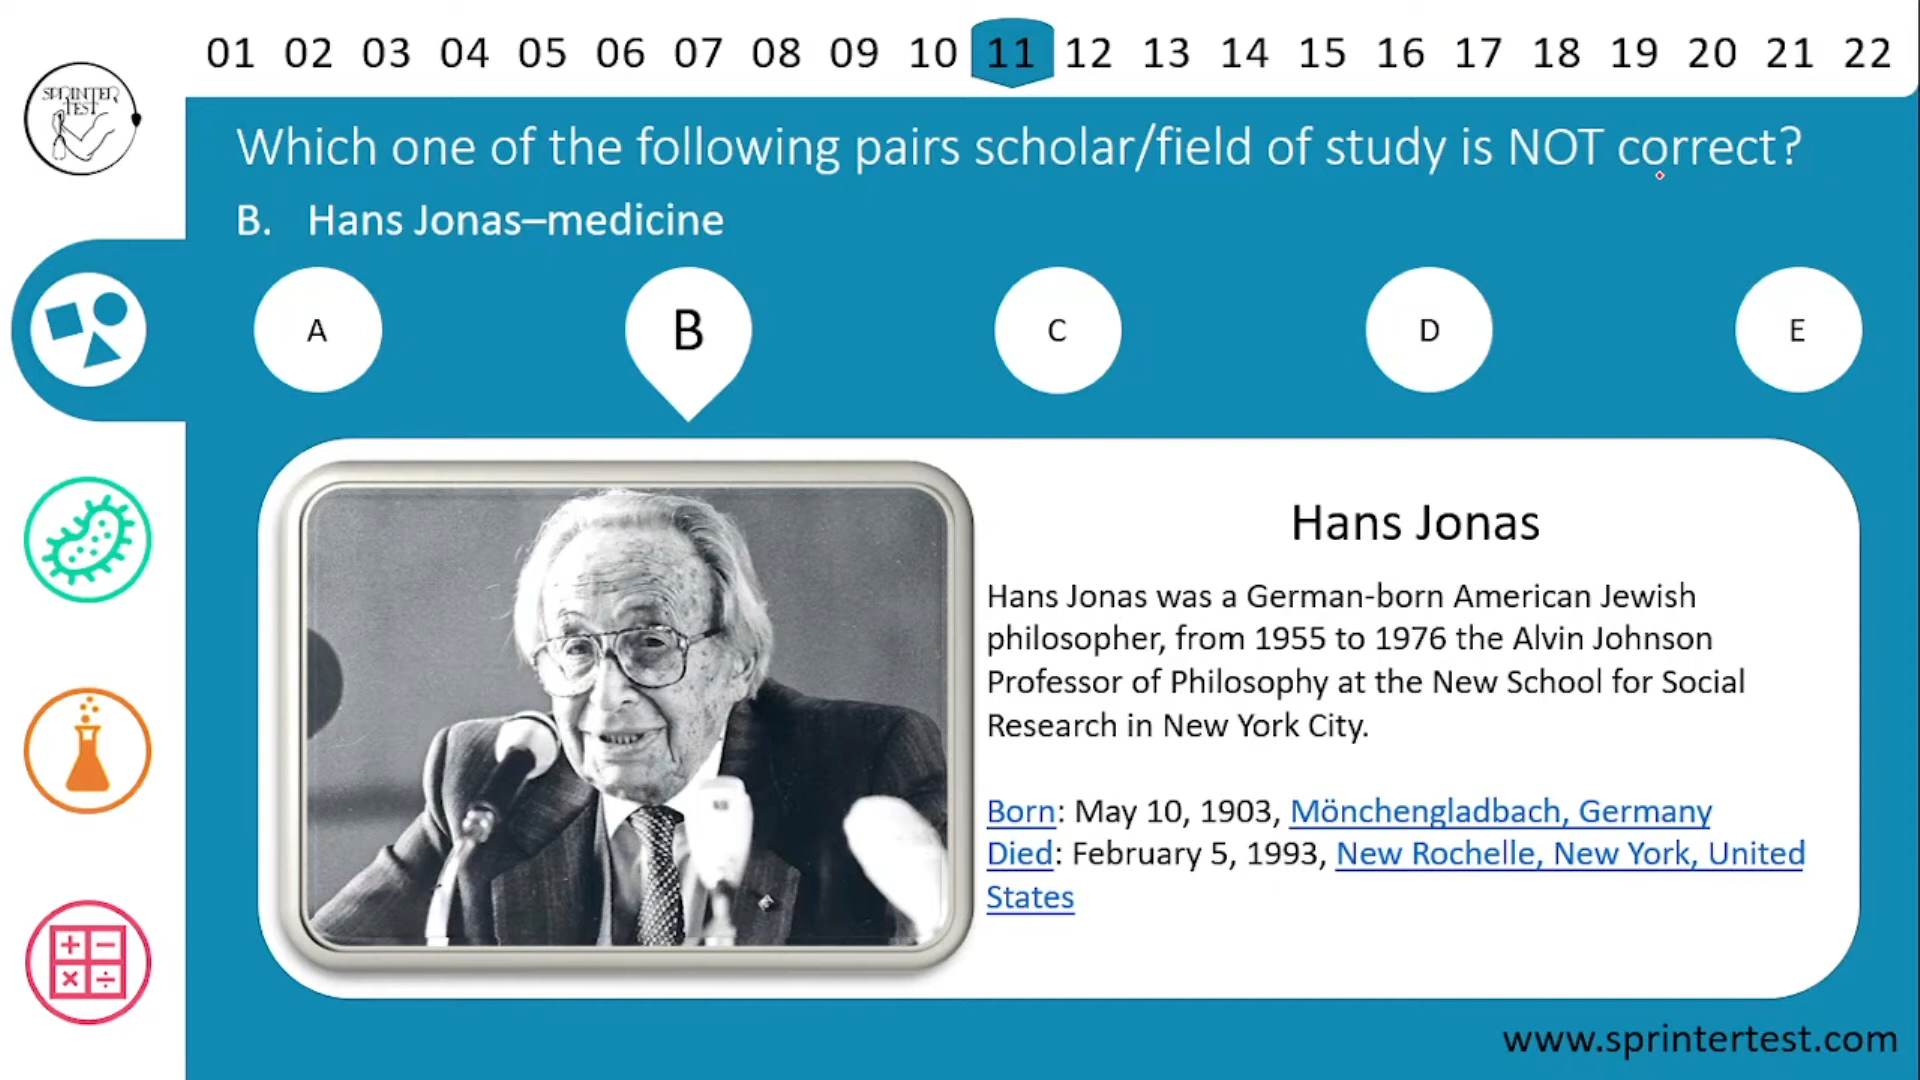 01 02 03 04 05 06 07 08 09 10 11 12 13 14 15 16 17 18 19 20 21 22
SPRINTER
TEST
Which one of the following pairs scholar/field of study is NOT correct?
B. Hans Jonas–medicine
A B C D E
Hans Jonas
Hans Jonas was a German-born American Jewish
philosopher, from 1955 to 1976 the Alvin Johnson
Professor of Philosophy at the New School for Social
Research in New York City.
Born: May 10, 1903, Mönchengladbach, Germany
Died: February 5, 1993, New Rochelle, New York, United
States
+ −
× ÷
www.sprintertest.com